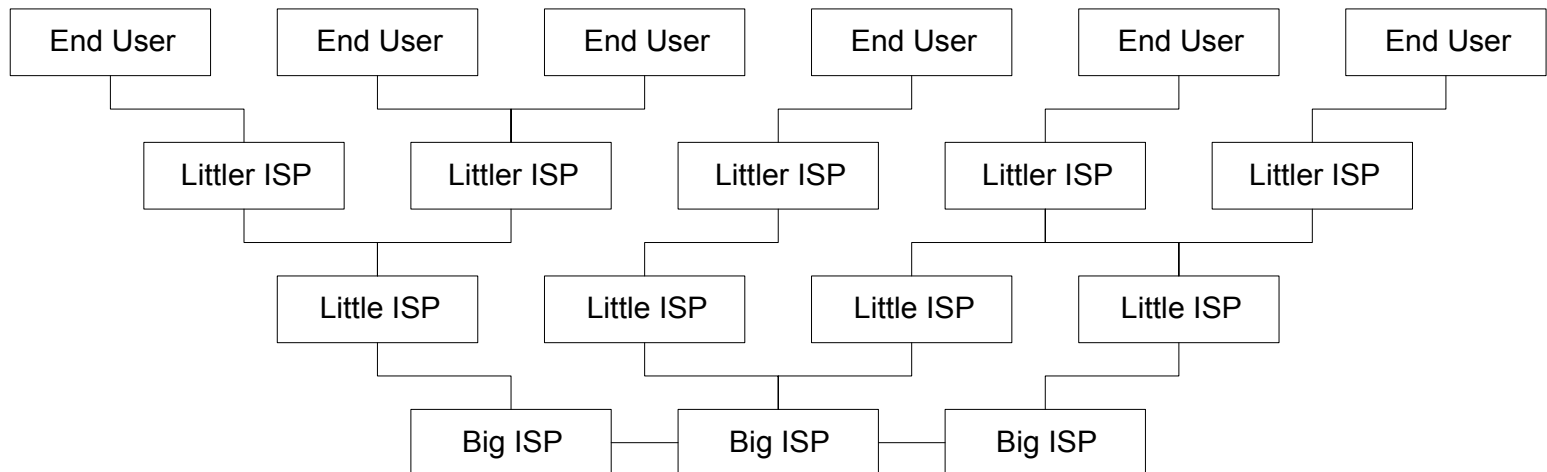 End User End User End User End User End User End User
Littler ISP Littler ISP Littler ISP Littler ISP Littler ISP
Little ISP Little ISP Little ISP Little ISP
Big ISP Big ISP Big ISP